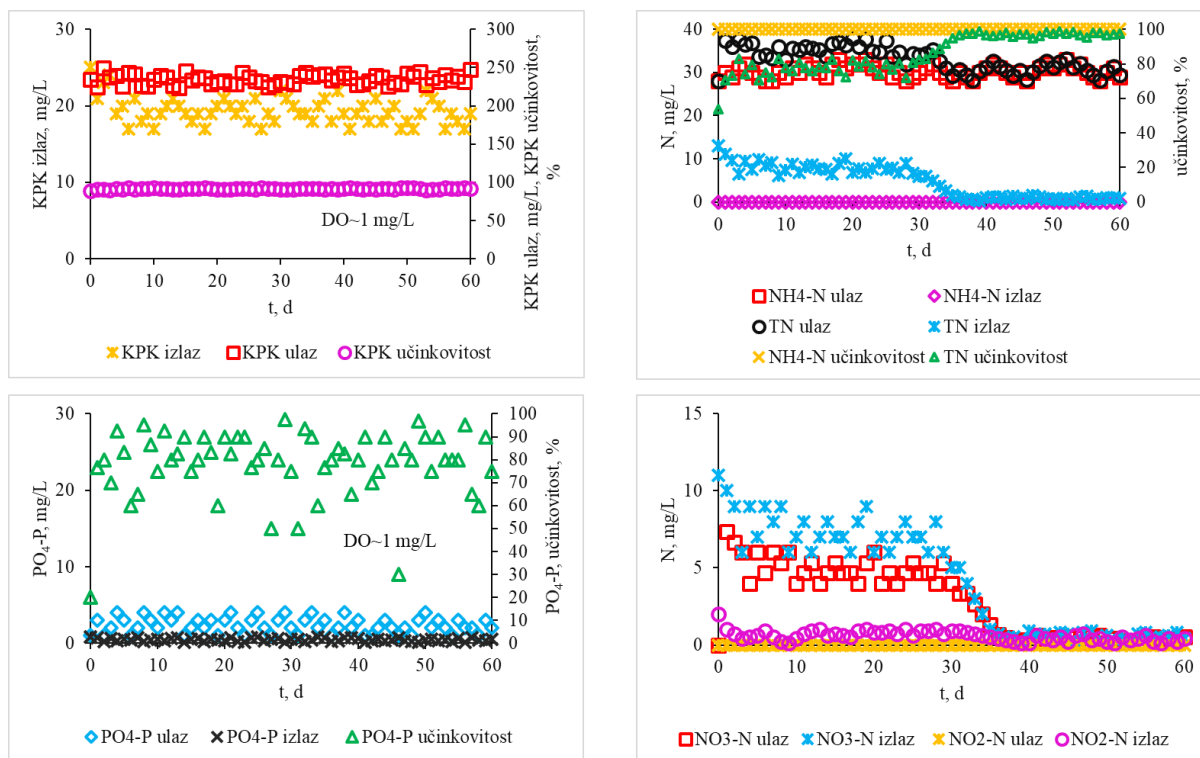 KPK izlaz, mg/L
30
20
10
0
0 10 20 30 40 50 60
t, d
DO~1 mg/L
300
250
200
150
100
50
0
KPK ulaz, mg/L, KPK učinkovitost, %
KPK izlaz KPK ulaz KPK učinkovitost
N, mg/L
40
30
20
10
0
0 10 20 30 40 50 60
t, d
100
80
60
40
20
0
učinkovitost, %
NH4-N ulaz NH4-N izlaz
TN ulaz TN izlaz
NH4-N učinkovitost TN učinkovitost
PO₄-P, mg/L
30
20
10
0
0 10 20 30 40 50 60
t, d
DO~1 mg/L
100
90
80
70
60
50
40
30
20
10
0
PO₄-P, učinkovitost, %
PO4-P ulaz PO4-P izlaz PO4-P učinkovitost
N, mg/L
15
10
5
0
0 10 20 30 40 50 60
t, d
NO3-N ulaz NO3-N izlaz NO2-N ulaz NO2-N izlaz